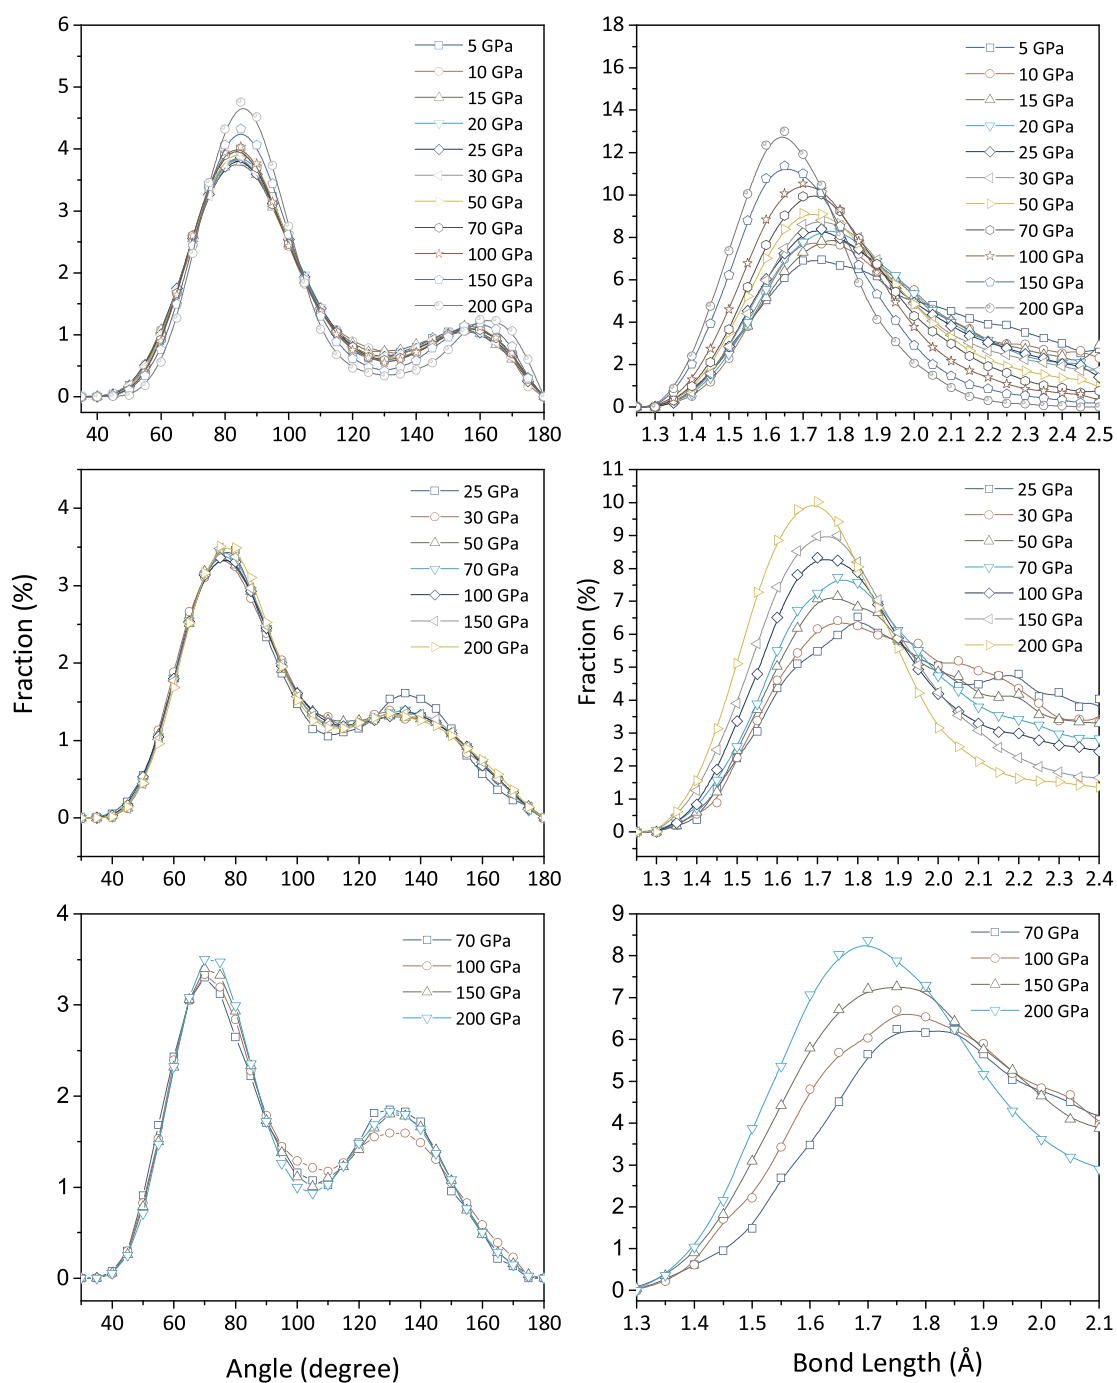 6
5
4
3
2
1
0
40 60 80 100 120 140 160 180
5 GPa
10 GPa
15 GPa
20 GPa
25 GPa
30 GPa
50 GPa
70 GPa
100 GPa
150 GPa
200 GPa
18
16
14
12
10
8
6
4
2
0
1.3 1.4 1.5 1.6 1.7 1.8 1.9 2.0 2.1 2.2 2.3 2.4 2.5
5 GPa
10 GPa
15 GPa
20 GPa
25 GPa
30 GPa
50 GPa
70 GPa
100 GPa
150 GPa
200 GPa
Fraction (%)
4
3
2
1
0
40 60 80 100 120 140 160 180
25 GPa
30 GPa
50 GPa
70 GPa
100 GPa
150 GPa
200 GPa
Fraction (%)
11
10
9
8
7
6
5
4
3
2
1
0
1.3 1.4 1.5 1.6 1.7 1.8 1.9 2.0 2.1 2.2 2.3 2.4
25 GPa
30 GPa
50 GPa
70 GPa
100 GPa
150 GPa
200 GPa
4
3
2
1
0
40 60 80 100 120 140 160 180
70 GPa
100 GPa
150 GPa
200 GPa
Angle (degree)
9
8
7
6
5
4
3
2
1
0
1.3 1.4 1.5 1.6 1.7 1.8 1.9 2.0 2.1
70 GPa
100 GPa
150 GPa
200 GPa
Bond Length (Å)